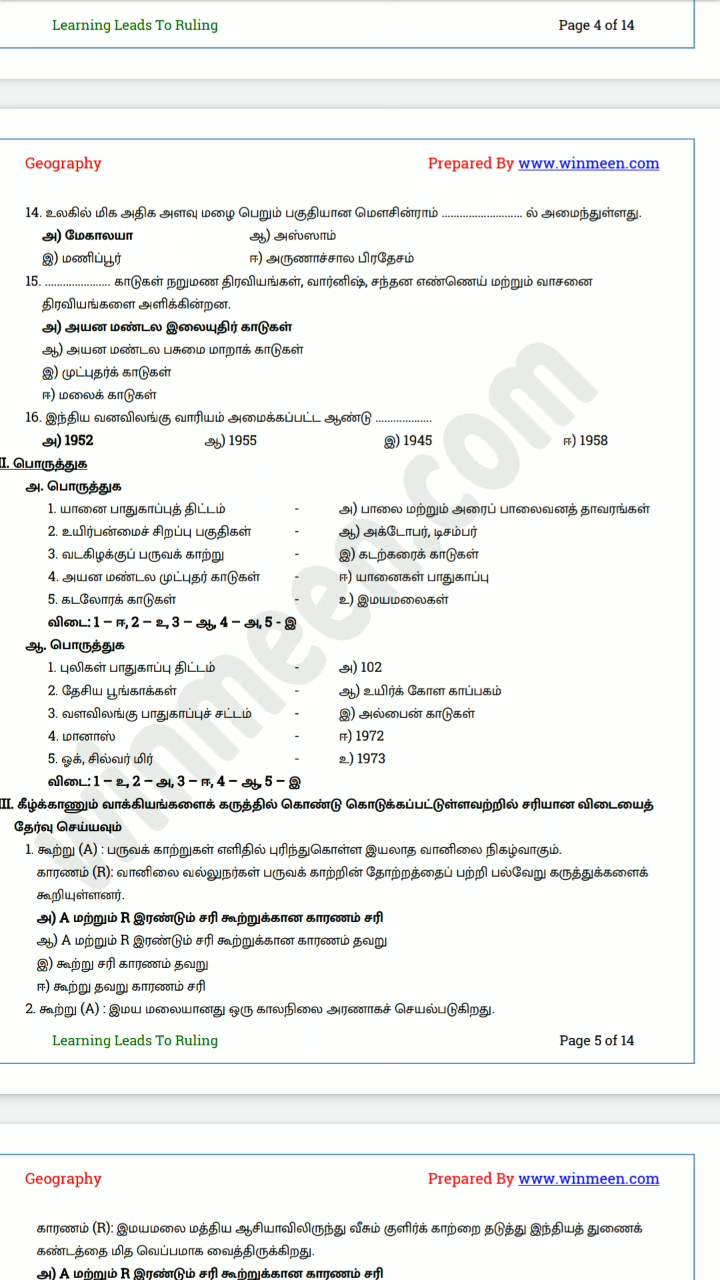 Learning Leads To Ruling Page 4 of 14
Geography Prepared By www.winmeen.com
14. உலகில் மிக அதிக அளவு மழை பெறும் பகுதியான மௌசின்ராம் ........................... ல் அமைந்துள்ளது.
அ) மேகாலயா ஆ) அஸ்ஸாம்
இ) மணிப்பூர் ஈ) அருணாச்சால பிரதேசம்
15. ...................... காடுகள் நறுமண திரவியங்கள், வார்னிஷ், சந்தன எண்ணெய் மற்றும் வாசனை
திரவியங்களை அளிக்கின்றன.
அ) அயன மண்டல இலையுதிர் காடுகள்
ஆ) அயன மண்டல பசுமை மாறாக் காடுகள்
இ) முட்புதர்க் காடுகள்
ஈ) மலைக் காடுகள்
16. இந்திய வனவிலங்கு வாரியம் அமைக்கப்பட்ட ஆண்டு ...................
அ) 1952 ஆ) 1955 இ) 1945 ஈ) 1958
II. பொருத்துக
அ. பொருத்துக
1. யானை பாதுகாப்புத் திட்டம் - அ) பாலை மற்றும் அரைப் பாலைவனத் தாவரங்கள்
2. உயிர்பன்மைச் சிறப்பு பகுதிகள் - ஆ) அக்டோபர், டிசம்பர்
3. வடகிழக்குப் பருவக் காற்று - இ) கடற்கரைக் காடுகள்
4. அயன மண்டல முட்புதர் காடுகள் - ஈ) யானைகள் பாதுகாப்பு
5. கடலோரக் காடுகள் - உ) இமயமலைகள்
விடை: 1 – ஈ, 2 – உ, 3 – ஆ, 4 – அ, 5 - இ
ஆ. பொருத்துக
1. புலிகள் பாதுகாப்பு திட்டம் - அ) 102
2. தேசிய பூங்காக்கள் - ஆ) உயிர்க் கோள காப்பகம்
3. வளவிலங்கு பாதுகாப்புச் சட்டம் - இ) அல்பைன் காடுகள்
4. மானாஸ் - ஈ) 1972
5. ஓக், சில்வர் மிர் - உ) 1973
விடை: 1 – உ, 2 – அ, 3 – ஈ, 4 – ஆ, 5 – இ
III. கீழ்க்காணும் வாக்கியங்களைக் கருத்தில் கொண்டு கொடுக்கப்பட்டுள்ளவற்றில் சரியான விடையைத்
தேர்வு செய்யவும்
1. கூற்று (A) : பருவக் காற்றுகள் எளிதில் புரிந்துகொள்ள இயலாத வானிலை நிகழ்வாகும்.
காரணம் (R): வானிலை வல்லுநர்கள் பருவக் காற்றின் தோற்றத்தைப் பற்றி பல்வேறு கருத்துக்களைக்
கூறியுள்ளனர்.
அ) A மற்றும் R இரண்டும் சரி கூற்றுக்கான காரணம் சரி
ஆ) A மற்றும் R இரண்டும் சரி கூற்றுக்கான காரணம் தவறு
இ) கூற்று சரி காரணம் தவறு
ஈ) கூற்று தவறு காரணம் சரி
2. கூற்று (A) : இமய மலையானது ஒரு காலநிலை அரணாகச் செயல்படுகிறது.
Learning Leads To Ruling Page 5 of 14
winmeen.com
Geography Prepared By www.winmeen.com
காரணம் (R): இமயமலை மத்திய ஆசியாவிலிருந்து வீசும் குளிர்க் காற்றை தடுத்து இந்தியத் துணைக்
கண்டத்தை மித வெப்பமாக வைத்திருக்கிறது.
அ) A மற்றும் R இரண்டும் சரி கூற்றுக்கான காரணம் சரி